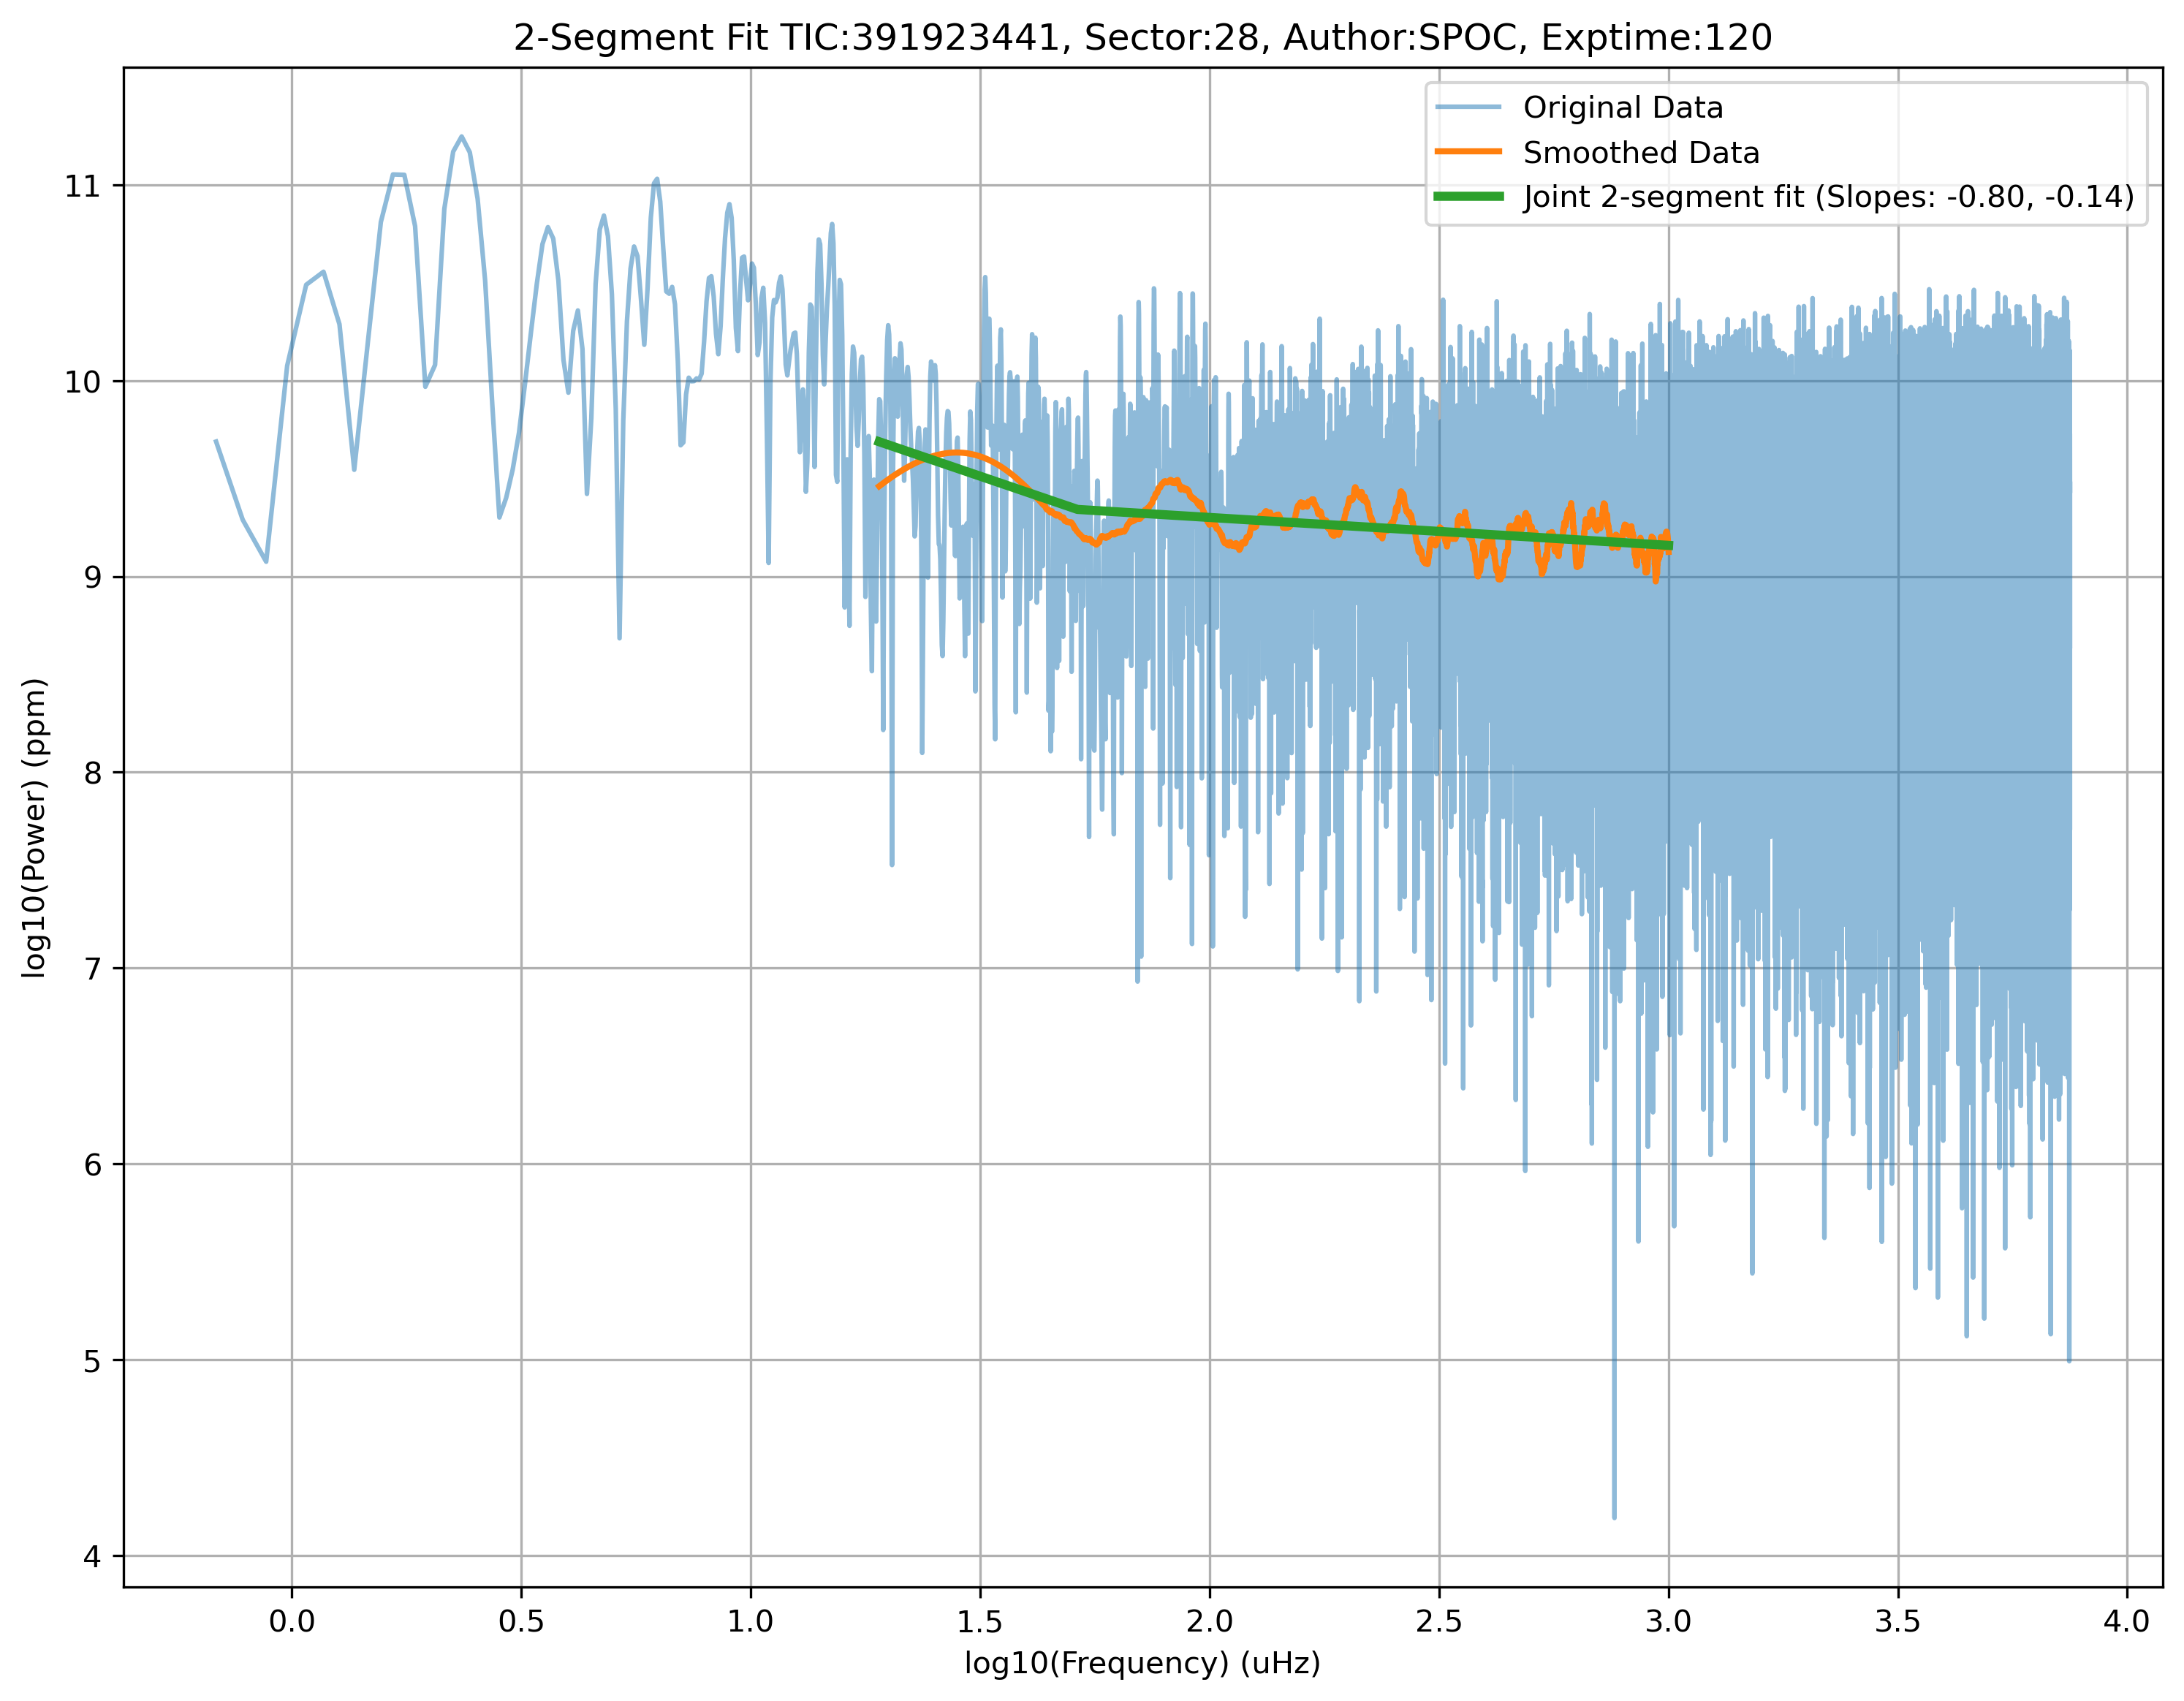 2-Segment Fit TIC:391923441, Sector:28, Author:SPOC, Exptime:120
Original Data
Smoothed Data
Joint 2-segment fit (Slopes: -0.80, -0.14)
log10(Power) (ppm)
11
10
9
8
7
6
5
4
0.0 0.5 1.0 1.5 2.0 2.5 3.0 3.5 4.0
log10(Frequency) (uHz)